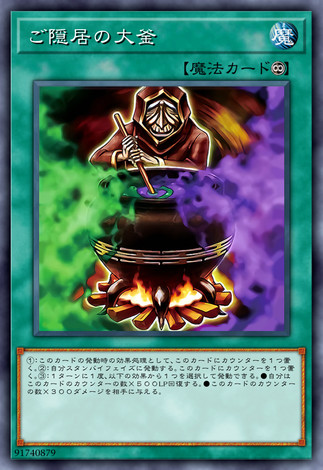 ご隠居の大釜
魔
【魔法カード♾】
①：このカードの発動時の効果処理として、このカードにカウンターを１つ置
く。②：自分スタンバイフェイズに発動する。このカードにカウンターを１つ置
く。③：１ターンに１度、以下の効果から１つを選択して発動できる。●自分は
このカードのカウンターの数×５００ＬＰ回復する。●このカードのカウンター
の数×３００ダメージを相手に与える。
91740879